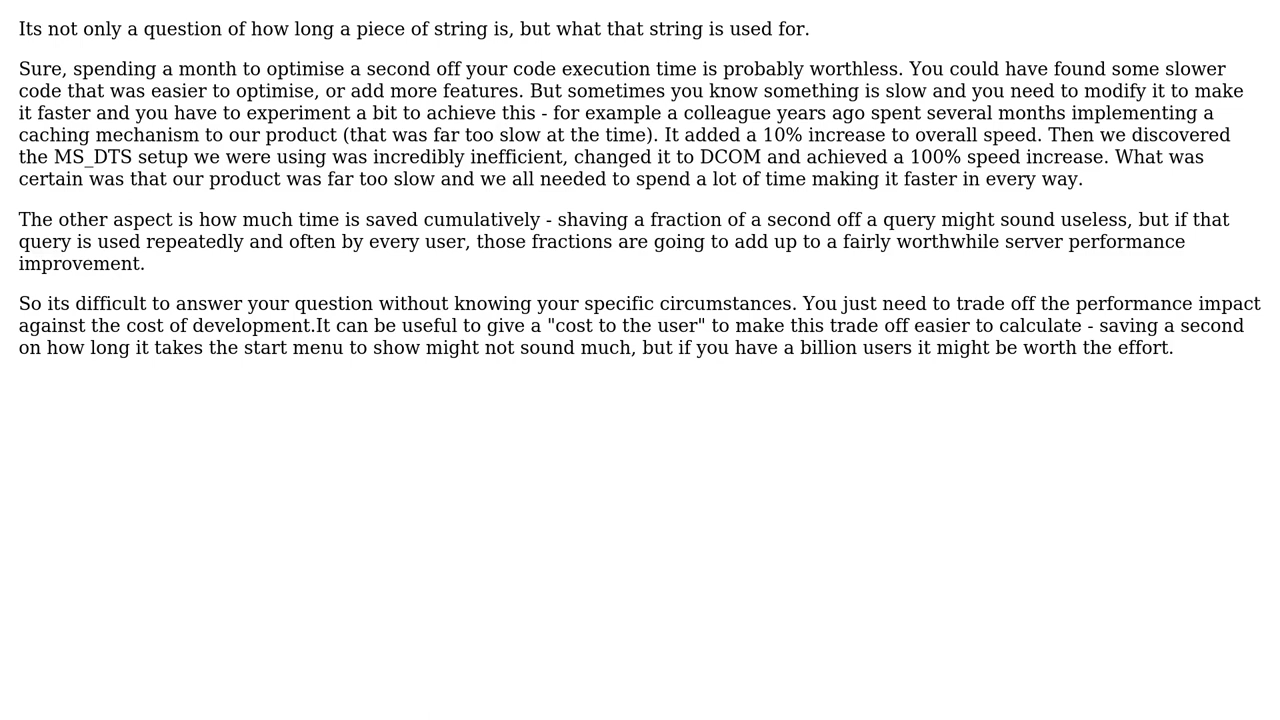 Its not only a question of how long a piece of string is, but what that string is used for.
Sure, spending a month to optimise a second off your code execution time is probably worthless. You could have found some slower
code that was easier to optimise, or add more features. But sometimes you know something is slow and you need to modify it to make
it faster and you have to experiment a bit to achieve this - for example a colleague years ago spent several months implementing a
caching mechanism to our product (that was far too slow at the time). It added a 10% increase to overall speed. Then we discovered
the MS_DTS setup we were using was incredibly inefficient, changed it to DCOM and achieved a 100% speed increase. What was
certain was that our product was far too slow and we all needed to spend a lot of time making it faster in every way.
The other aspect is how much time is saved cumulatively - shaving a fraction of a second off a query might sound useless, but if that
query is used repeatedly and often by every user, those fractions are going to add up to a fairly worthwhile server performance
improvement.
So its difficult to answer your question without knowing your specific circumstances. You just need to trade off the performance impact
against the cost of development.It can be useful to give a "cost to the user" to make this trade off easier to calculate - saving a second
on how long it takes the start menu to show might not sound much, but if you have a billion users it might be worth the effort.